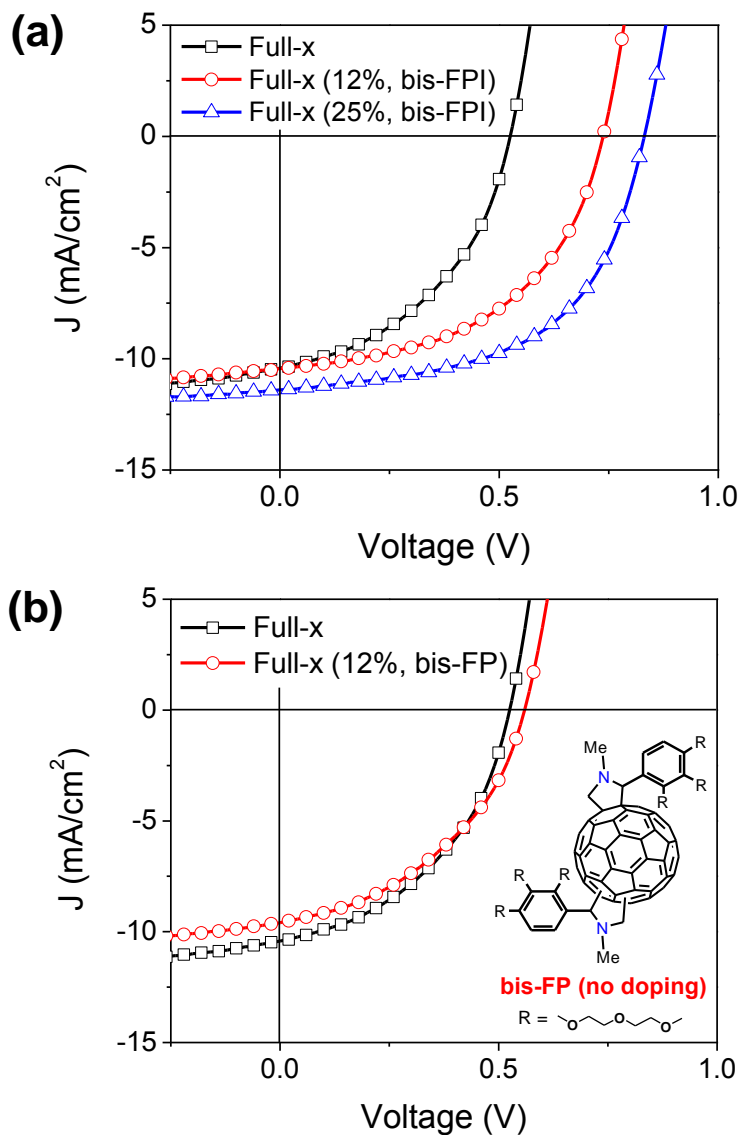 (a)
5
0
-5
-10
-15
J (mA/cm²)
Full-x
Full-x (12%, bis-FPI)
Full-x (25%, bis-FPI)
0.0
0.5
1.0
Voltage (V)
(b)
5
0
-5
-10
-15
J (mA/cm²)
Full-x
Full-x (12%, bis-FP)
Me
N
R
R
R
R
R
R
N
Me
bis-FP (no doping)
R = O O O
0.0
0.5
1.0
Voltage (V)